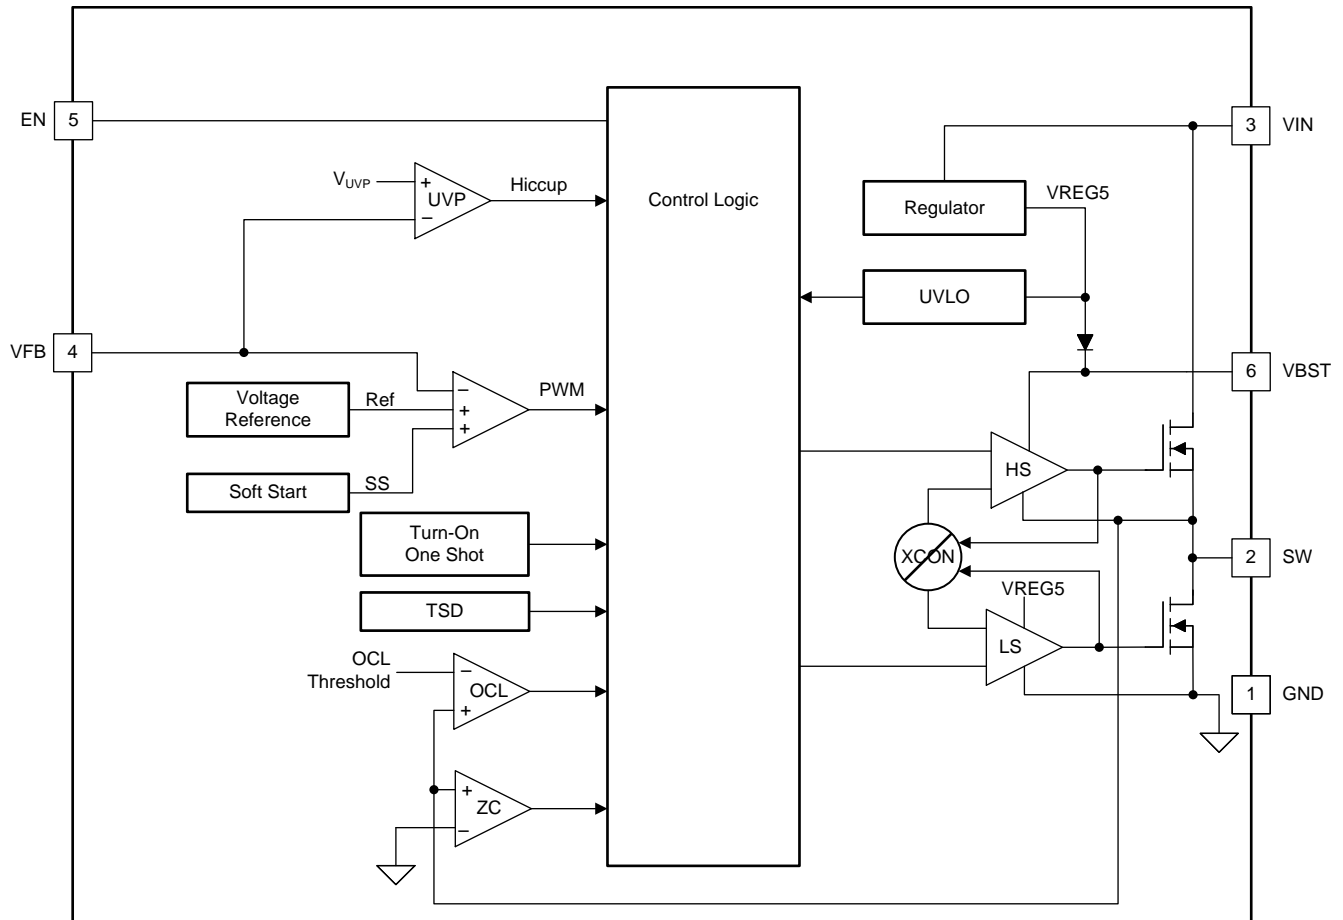 EN
5
3
VIN
V_UVP
+
UVP
−
Hiccup
Control Logic
Regulator
VREG5
UVLO
VFB
4
6
VBST
Voltage
Reference
Ref
−
+
+
PWM
Soft Start
SS
HS
Turn-On
One Shot
XCON
2
SW
TSD
VREG5
LS
OCL
Threshold
−
OCL
+
1
GND
+
ZC
−